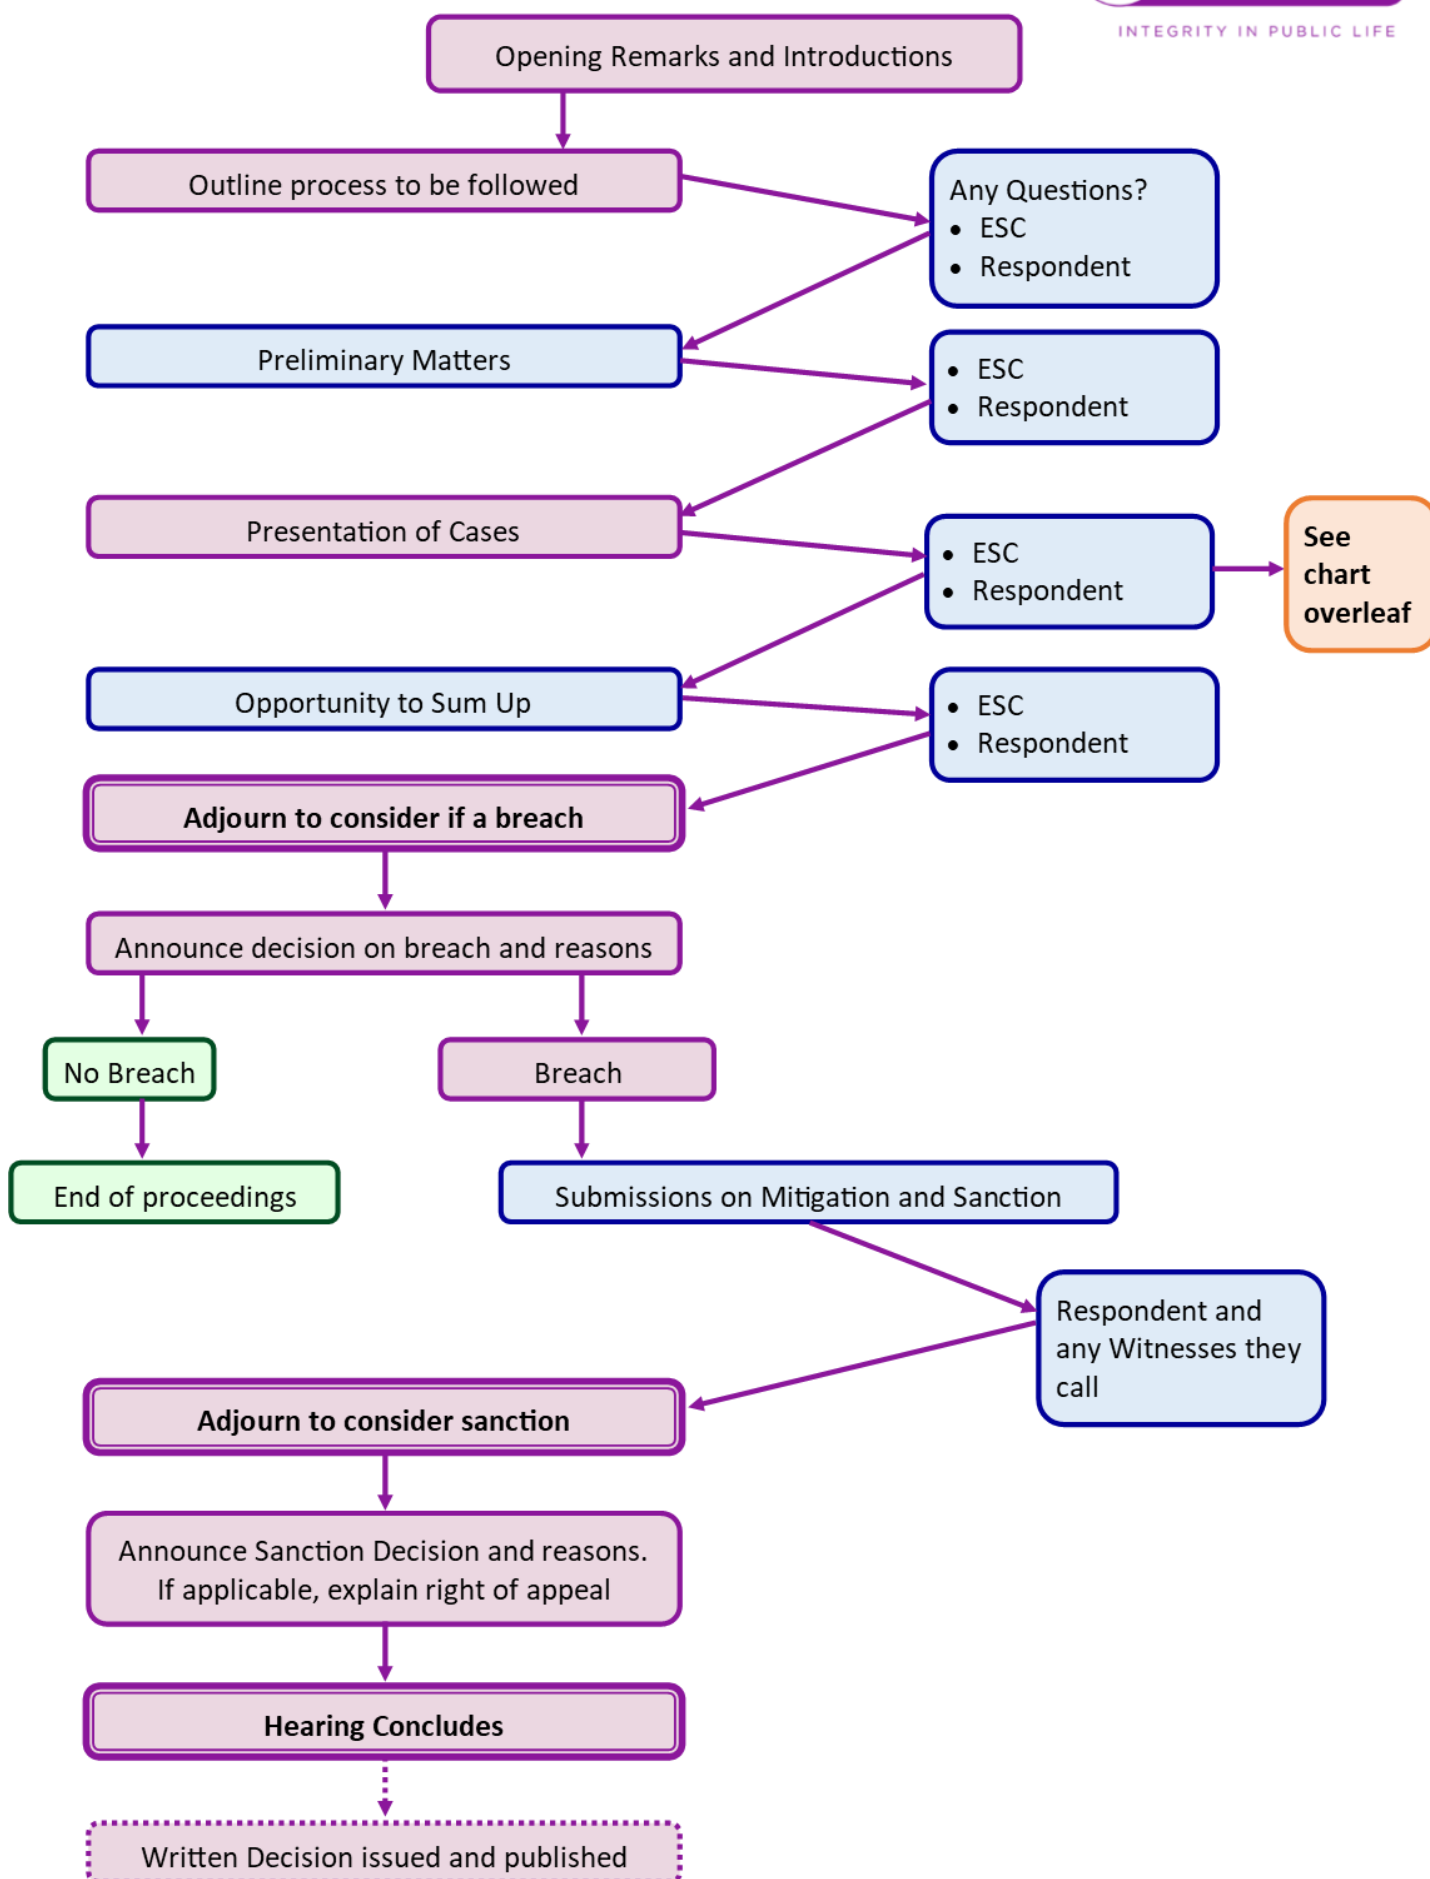 INTEGRITY IN PUBLIC LIFE
Opening Remarks and Introductions
Outline process to be followed
Any Questions?
• ESC
• Respondent
Preliminary Matters
• ESC
• Respondent
Presentation of Cases
• ESC
• Respondent
See
chart
overleaf
Opportunity to Sum Up
• ESC
• Respondent
Adjourn to consider if a breach
Announce decision on breach and reasons
No Breach
Breach
End of proceedings
Submissions on Mitigation and Sanction
Respondent and
any Witnesses they
call
Adjourn to consider sanction
Announce Sanction Decision and reasons.
If applicable, explain right of appeal
Hearing Concludes
Written Decision issued and published